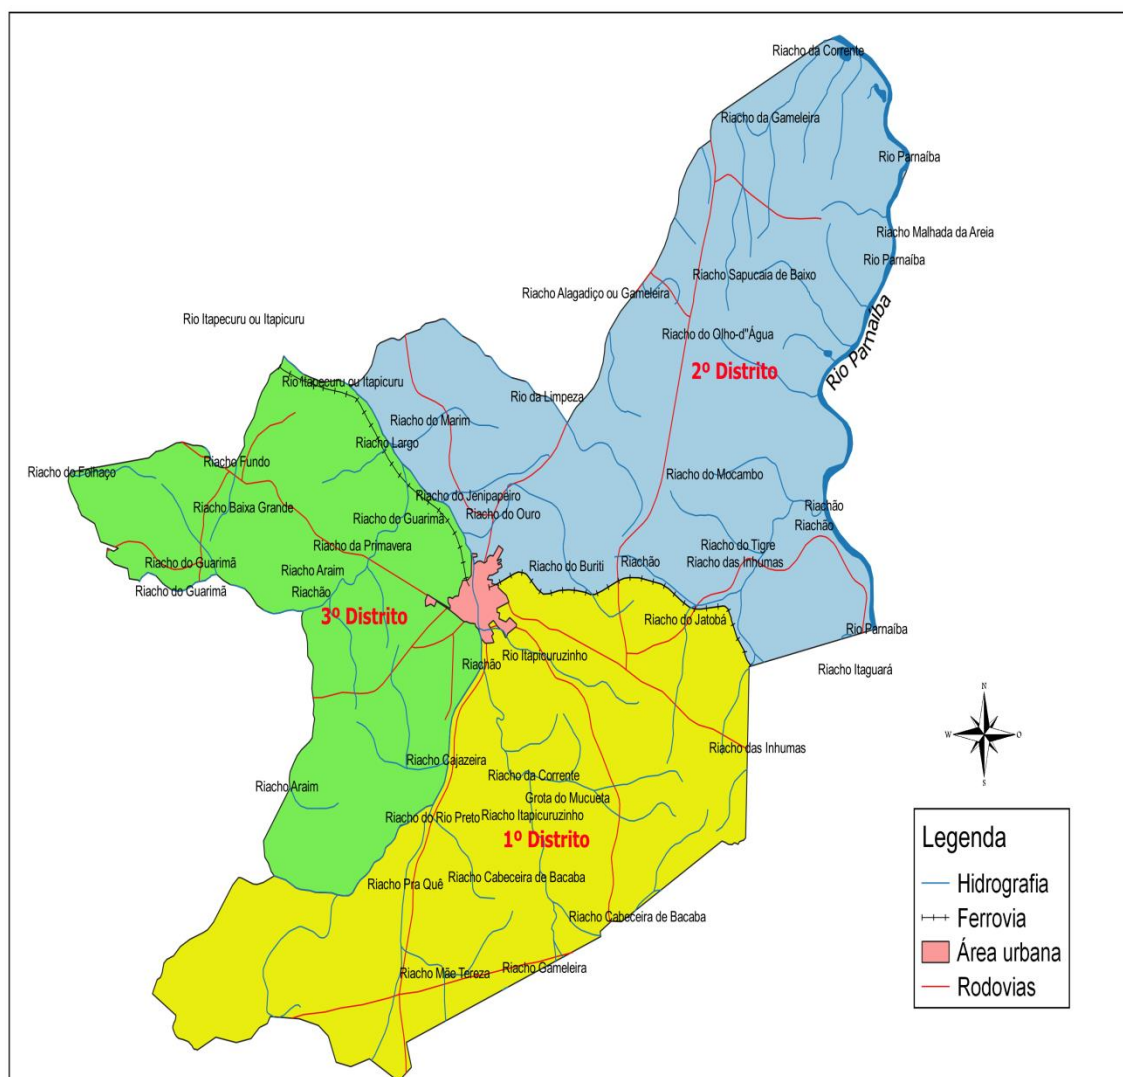 Riacho da Corrente
Riacho da Gameleira
Rio Parnaíba
Riacho Malhada da Areia
Rio Parnaíba
Riacho Sapucaia de Baixo
Riacho Alagadiço ou Gameleira
Rio Parnaíba
Rio Itapecuru ou Itapicuru
Riacho do Olho-d"Água
2º Distrito
Rio Itapecuru ou Itapicuru
Rio da Limpeza
Riacho do Marim
Riacho Largo
Riacho Fundo
Riacho do Folhaço
Riacho do Mocambo
Riacho do Jenipapeiro
Riacho Baixa Grande
Riachão
Riacho do Ouro
Riacho do Guarimã
Riachão
Riacho da Primavera
Riacho do Tigre
Riacho do Guarimã
Riacho Araim
Riacho do Buriti
Riachão
Riacho das Inhumas
Riacho do Guarimã
Riachão
3º Distrito
Riacho do Jatobá
Rio Parnaíba
Rio Itapicuruzinho
Riachão
Riacho Itaguará
N
W
O
S
Riacho das Inhumas
Riacho Cajazeira
Riacho da Corrente
Riacho Araim
Grota do Mucueta
Riacho do Rio Preto
Riacho Itapicuruzinho
1º Distrito
Riacho Pra Quê
Riacho Cabeceira de Bacaba
Riacho Cabeceira de Bacaba
Riacho Mãe Tereza
Riacho Gameleira
Legenda
Hidrografia
Ferrovia
Área urbana
Rodovias